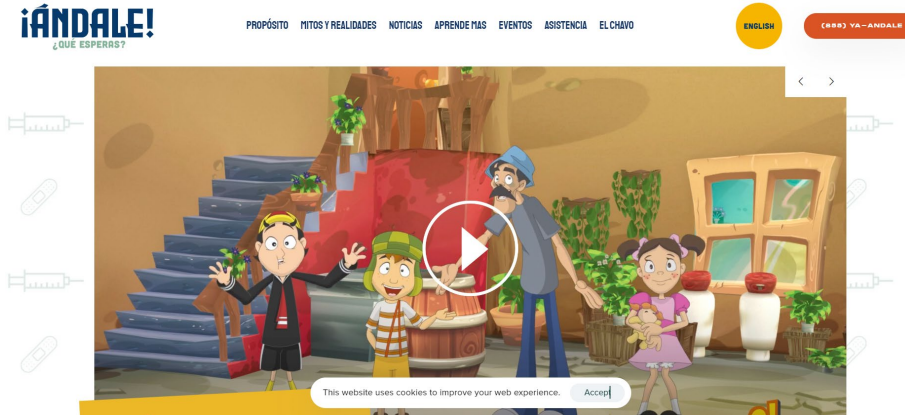 ¡ÁNDALE!
¿QUÉ ESPERAS?
PROPÓSITO MITOS Y REALIDADES NOTICIAS APRENDE MAS EVENTOS ASISTENCIA EL CHAVO
ENGLISH
(888) YA-ANDALE
This website uses cookies to improve your web experience. Accept